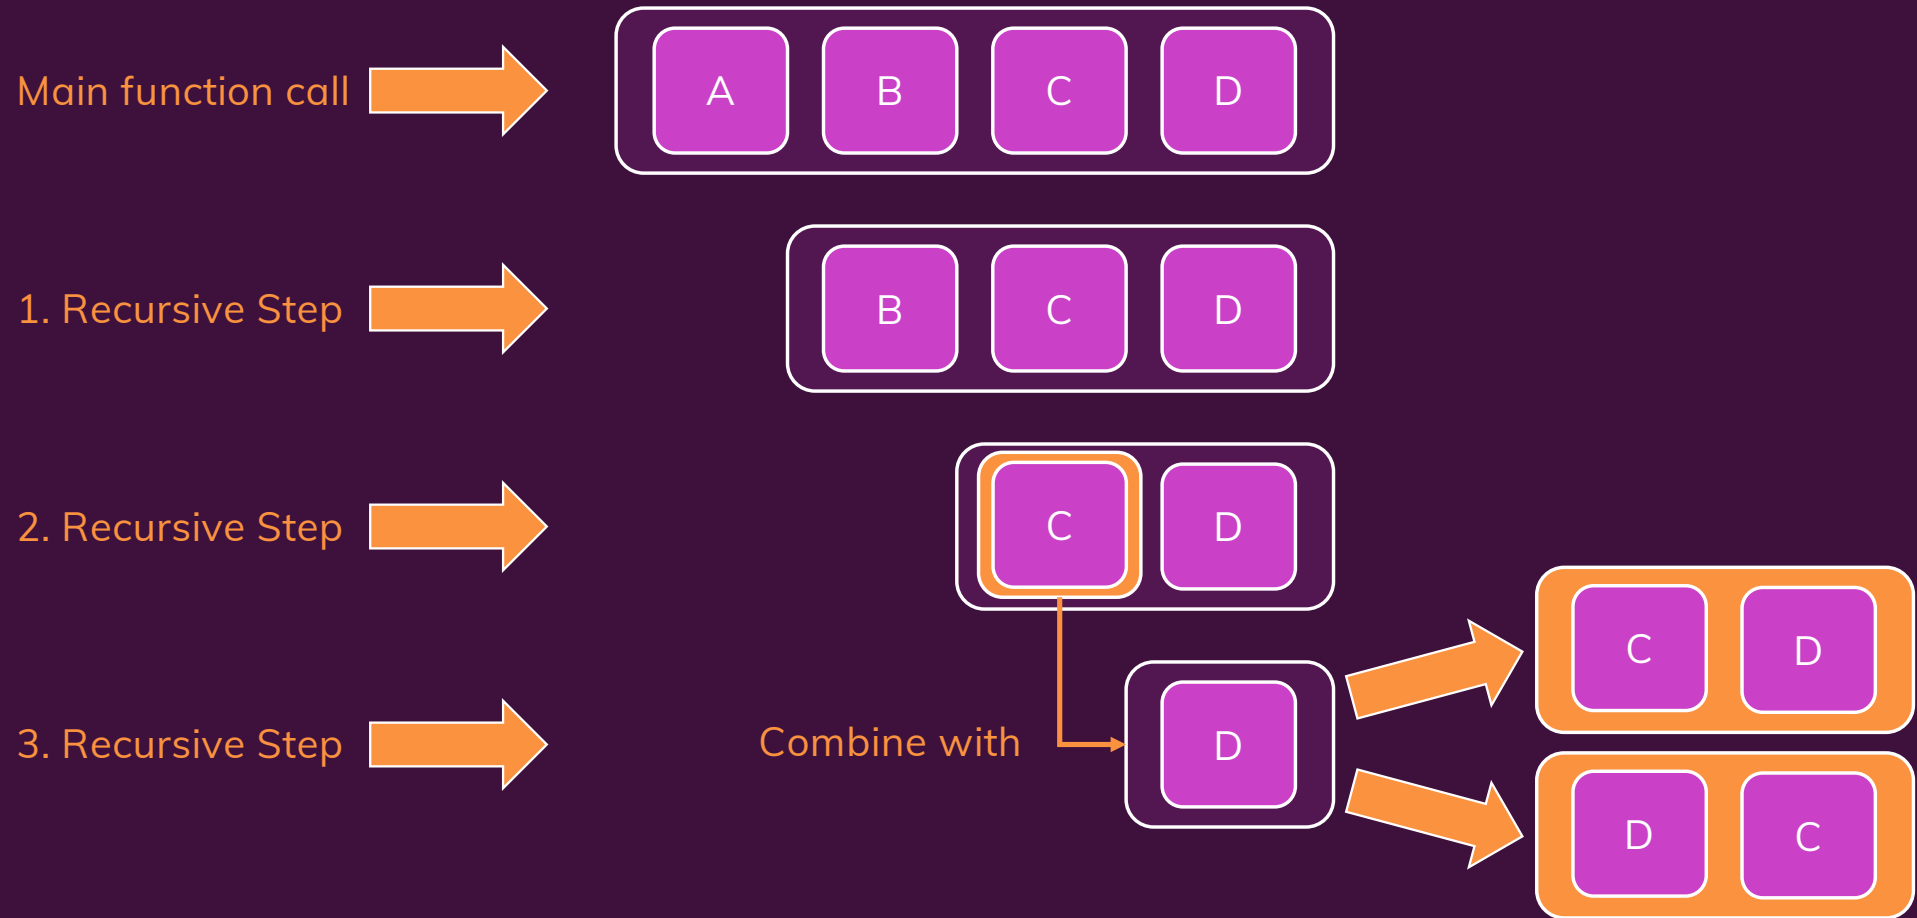 Main function call
A B C D
1. Recursive Step
B C D
2. Recursive Step
C D
C D
3. Recursive Step
Combine with
D
D C